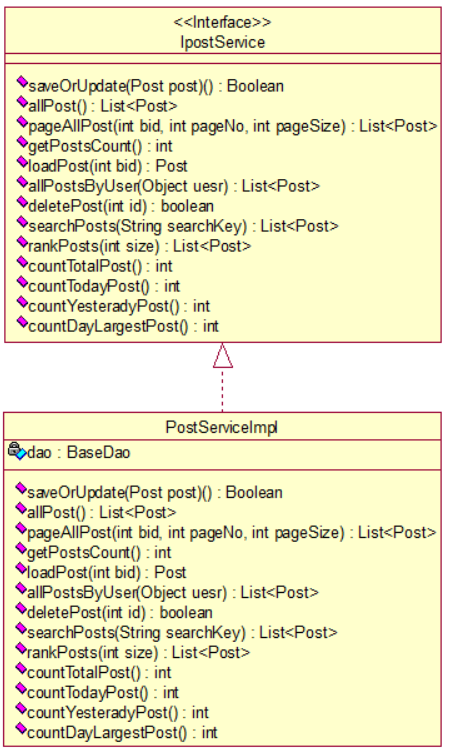 <<Interface>>
IpostService
saveOrUpdate(Post post)() : Boolean
allPost() : List<Post>
pageAllPost(int bid, int pageNo, int pageSize) : List<Post>
getPostsCount() : int
loadPost(int bid) : Post
allPostsByUser(Object uesr) : List<Post>
deletePost(int id) : boolean
searchPosts(String searchKey) : List<Post>
rankPosts(int size) : List<Post>
countTotalPost() : int
countTodayPost() : int
countYesteradyPost() : int
countDayLargestPost() : int
PostServiceImpl
dao : BaseDao
saveOrUpdate(Post post)() : Boolean
allPost() : List<Post>
pageAllPost(int bid, int pageNo, int pageSize) : List<Post>
getPostsCount() : int
loadPost(int bid) : Post
allPostsByUser(Object uesr) : List<Post>
deletePost(int id) : boolean
searchPosts(String searchKey) : List<Post>
rankPosts(int size) : List<Post>
countTotalPost() : int
countTodayPost() : int
countYesteradyPost() : int
countDayLargestPost() : int